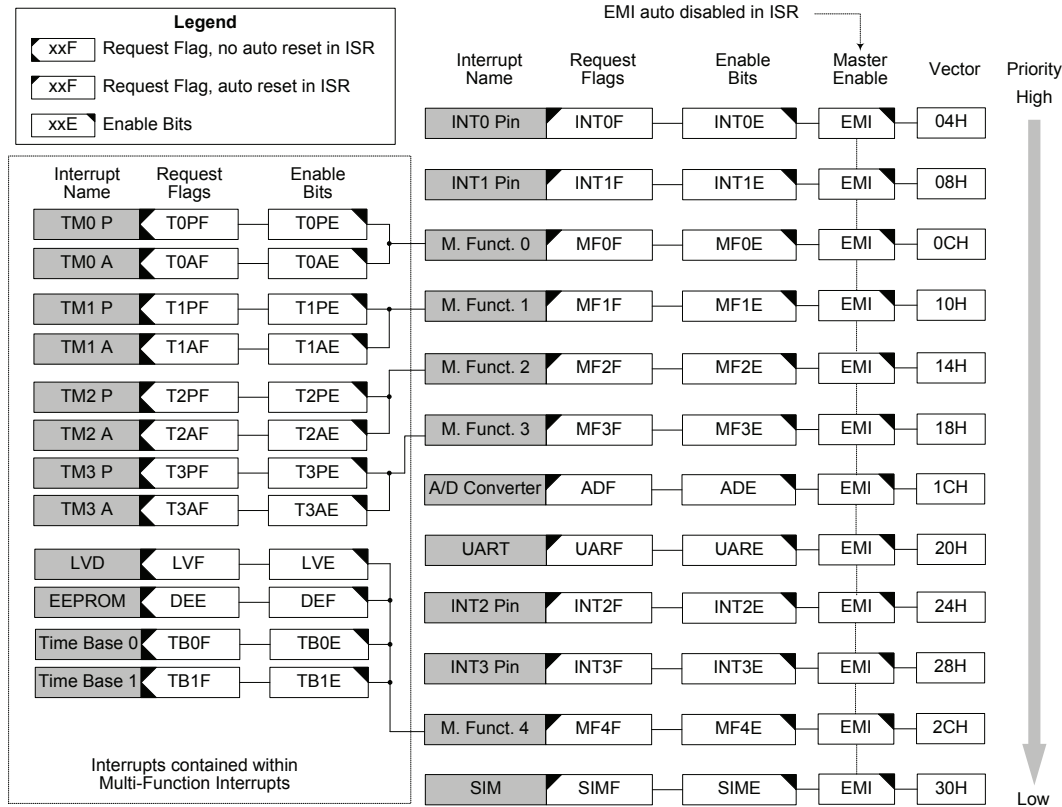 Legend
xxF Request Flag, no auto reset in ISR
xxF Request Flag, auto reset in ISR
xxE Enable Bits
EMI auto disabled in ISR
Interrupt Name Request Flags Enable Bits Master Enable Vector Priority
High
INT0 Pin INT0F INT0E EMI 04H
INT1 Pin INT1F INT1E EMI 08H
M. Funct. 0 MF0F MF0E EMI 0CH
M. Funct. 1 MF1F MF1E EMI 10H
M. Funct. 2 MF2F MF2E EMI 14H
M. Funct. 3 MF3F MF3E EMI 18H
A/D Converter ADF ADE EMI 1CH
UART UARF UARE EMI 20H
INT2 Pin INT2F INT2E EMI 24H
INT3 Pin INT3F INT3E EMI 28H
M. Funct. 4 MF4F MF4E EMI 2CH
SIM SIMF SIME EMI 30H
Low
Interrupt Name Request Flags Enable Bits
TM0 P T0PF T0PE
TM0 A T0AF T0AE
TM1 P T1PF T1PE
TM1 A T1AF T1AE
TM2 P T2PF T2PE
TM2 A T2AF T2AE
TM3 P T3PF T3PE
TM3 A T3AF T3AE
LVD LVF LVE
EEPROM DEE DEF
Time Base 0 TB0F TB0E
Time Base 1 TB1F TB1E
Interrupts contained within
Multi-Function Interrupts